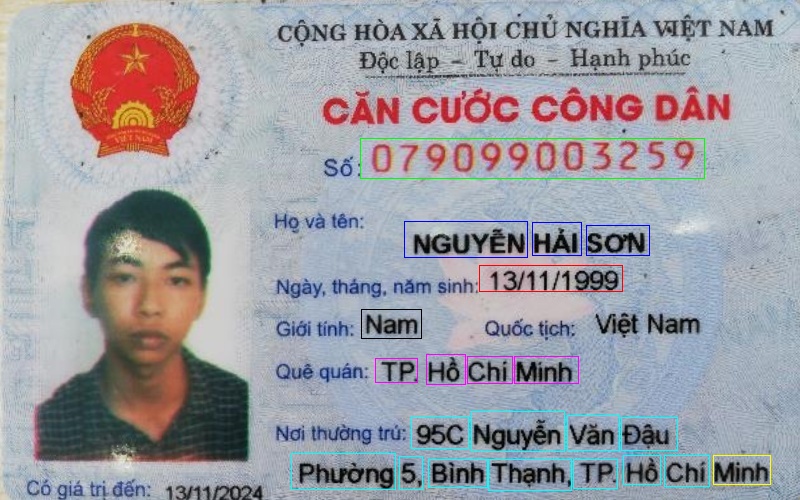 CỘNG HÒA XÃ HỘI CHỦ NGHĨA VIỆT NAM
Độc lập - Tự do - Hạnh phúc
CĂN CƯỚC CÔNG DÂN
Số: 079099003259
Họ và tên: NGUYỄN HẢI SƠN
Ngày, tháng, năm sinh: 13/11/1999
Giới tính: Nam Quốc tịch: Việt Nam
Quê quán: TP. Hồ Chí Minh
Nơi thường trú: 95C Nguyễn Văn Đậu
Phường 5, Bình Thạnh, TP. Hồ Chí Minh
Có giá trị đến: 13/11/2024